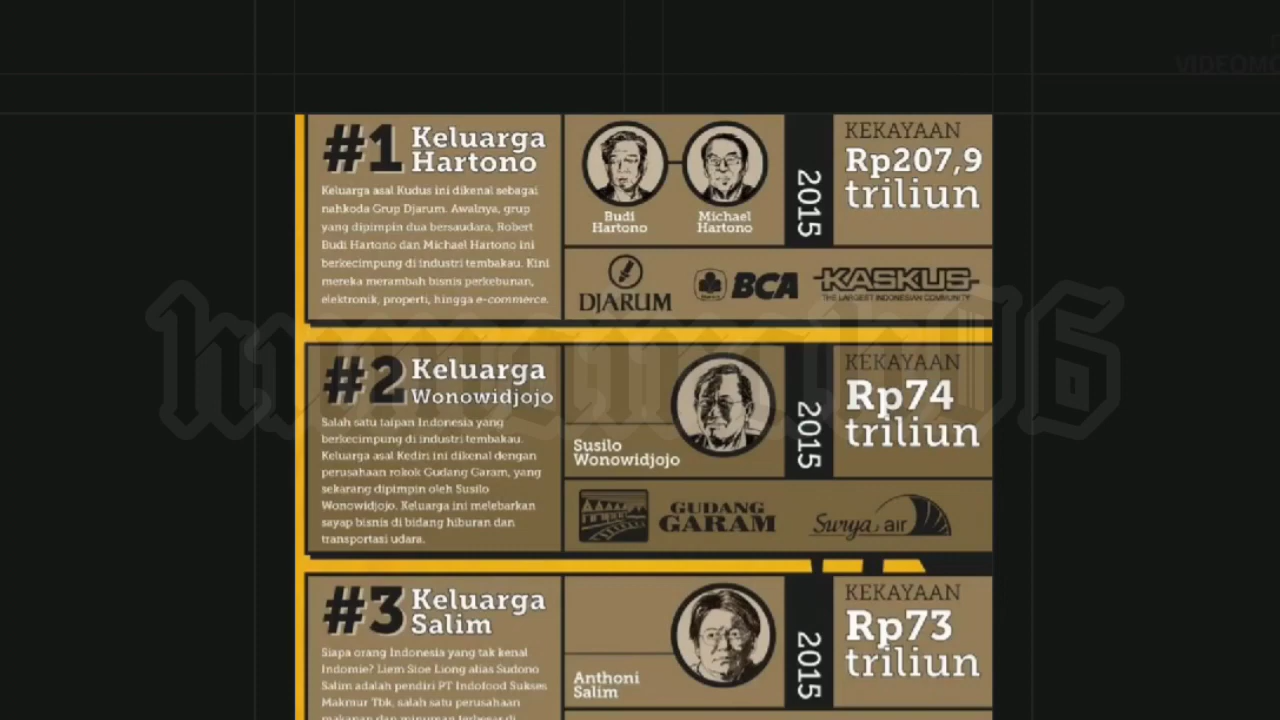 VIDEOMO
#1 Keluarga
Hartono
Keluarga asal Kudus ini dikenal sebagai
nahkoda Grup Djarum. Awalnya, grup
yang dipimpin dua bersaudara, Robert
Budi Hartono dan Michael Hartono ini
berkecimpung di industri tembakau. Kini
mereka merambah bisnis perkebunan,
elektronik, properti, hingga e-commerce.
Budi
Hartono
Michael
Hartono
2015
KEKAYAAN
Rp207,9
triliun
DJARUM
BCA
KASKUS
THE LARGEST INDONESIAN COMMUNITY
#2 Keluarga
Wonowidjojo
Salah satu taipan Indonesia yang
berkecimpung di industri tembakau.
Keluarga asal Kediri ini dikenal dengan
perusahaan rokok Gudang Garam, yang
sekarang dipimpin oleh Susilo
Wonowidjojo. Keluarga ini melebarkan
sayap bisnis di bidang hiburan dan
transportasi udara.
Susilo
Wonowidjojo
2015
KEKAYAAN
Rp74
triliun
GUDANG
GARAM
Surya air
#3 Keluarga
Salim
Siapa orang Indonesia yang tak kenal
Indomie? Liem Sioe Liong alias Sudono
Salim adalah pendiri PT Indofood Sukses
Makmur Tbk, salah satu perusahaan
makanan dan minuman terbesar di
Anthoni
Salim
2015
KEKAYAAN
Rp73
triliun